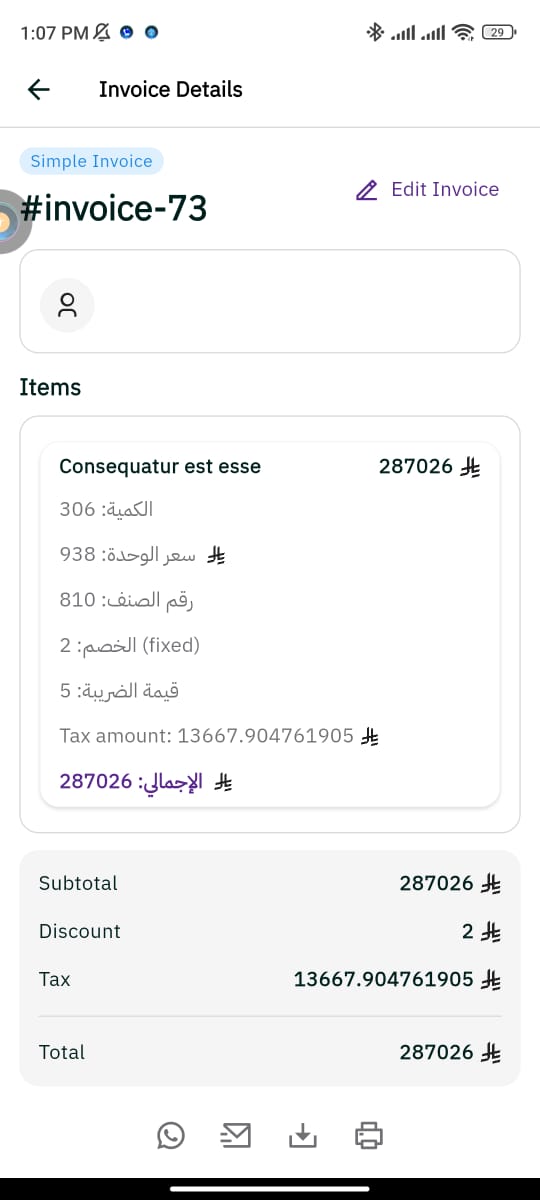 1:07 PM
29
Invoice Details
Simple Invoice
#invoice-73
Edit Invoice
Items
Consequatur est esse 287026
الكمية: 306
سعر الوحدة: 938
رقم الصنف: 810
الخصم: 2 (fixed)
قيمة الضريبة: 5
Tax amount: 13667.904761905
الإجمالي: 287026
Subtotal 287026
Discount 2
Tax 13667.904761905
Total 287026